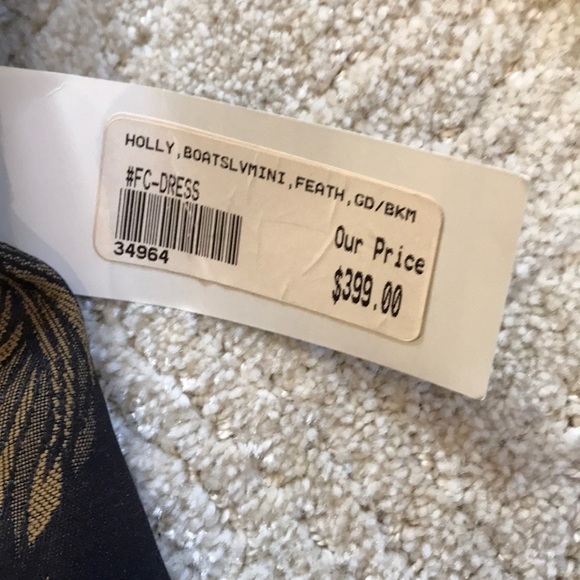 HOLLY,BOATSLVMINI,FEATH,GD/BKM
#FC-DRESS
34964
Our Price
$399.00